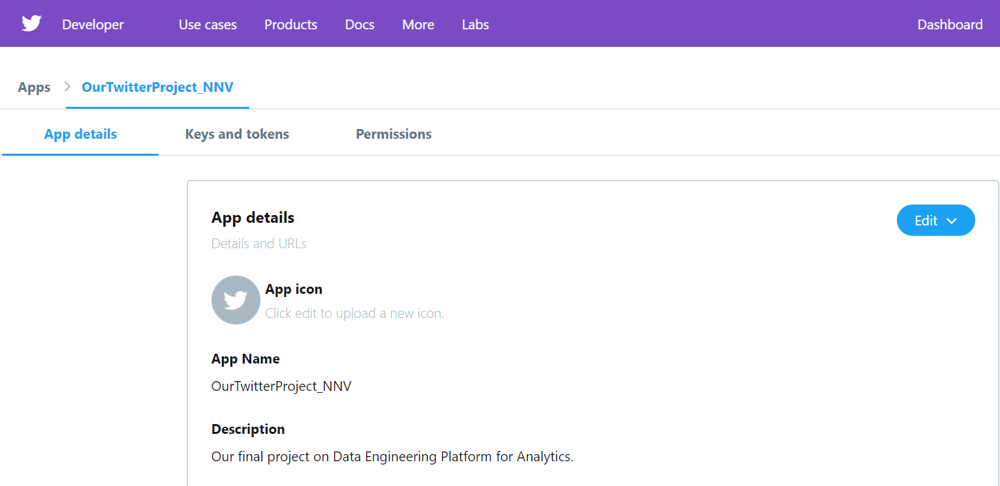 Developer Use cases Products Docs More Labs Dashboard
Apps OurTwitterProject_NNV
App details Keys and tokens Permissions
App details Edit
Details and URLs
App icon
Click edit to upload a new icon.
App Name
OurTwitterProject_NNV
Description
Our final project on Data Engineering Platform for Analytics.